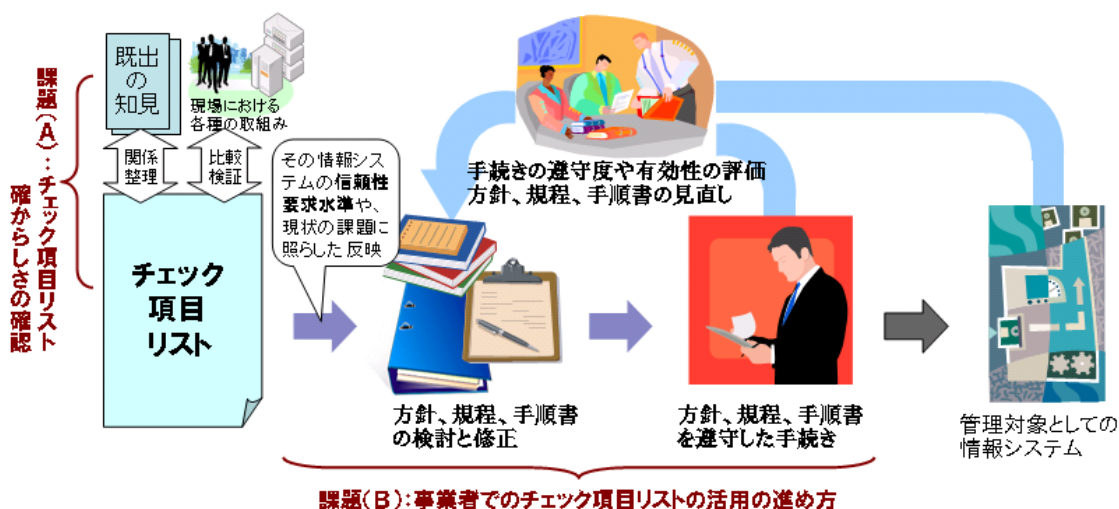 課題(A)：チェック項目リスト
確からしさの確認
既出
の
知見
現場における
各種の取組み
関係
整理
比較
検証
チェック
項目
リスト
その情報シス
テムの信頼性
要求水準や、
現状の課題に
照らした反映
手続きの遵守度や有効性の評価
方針、規程、手順書の見直し
方針、規程、手順書
の検討と修正
方針、規程、手順書
を遵守した手続き
管理対象としての
情報システム
課題(B)：事業者でのチェック項目リストの活用の進め方